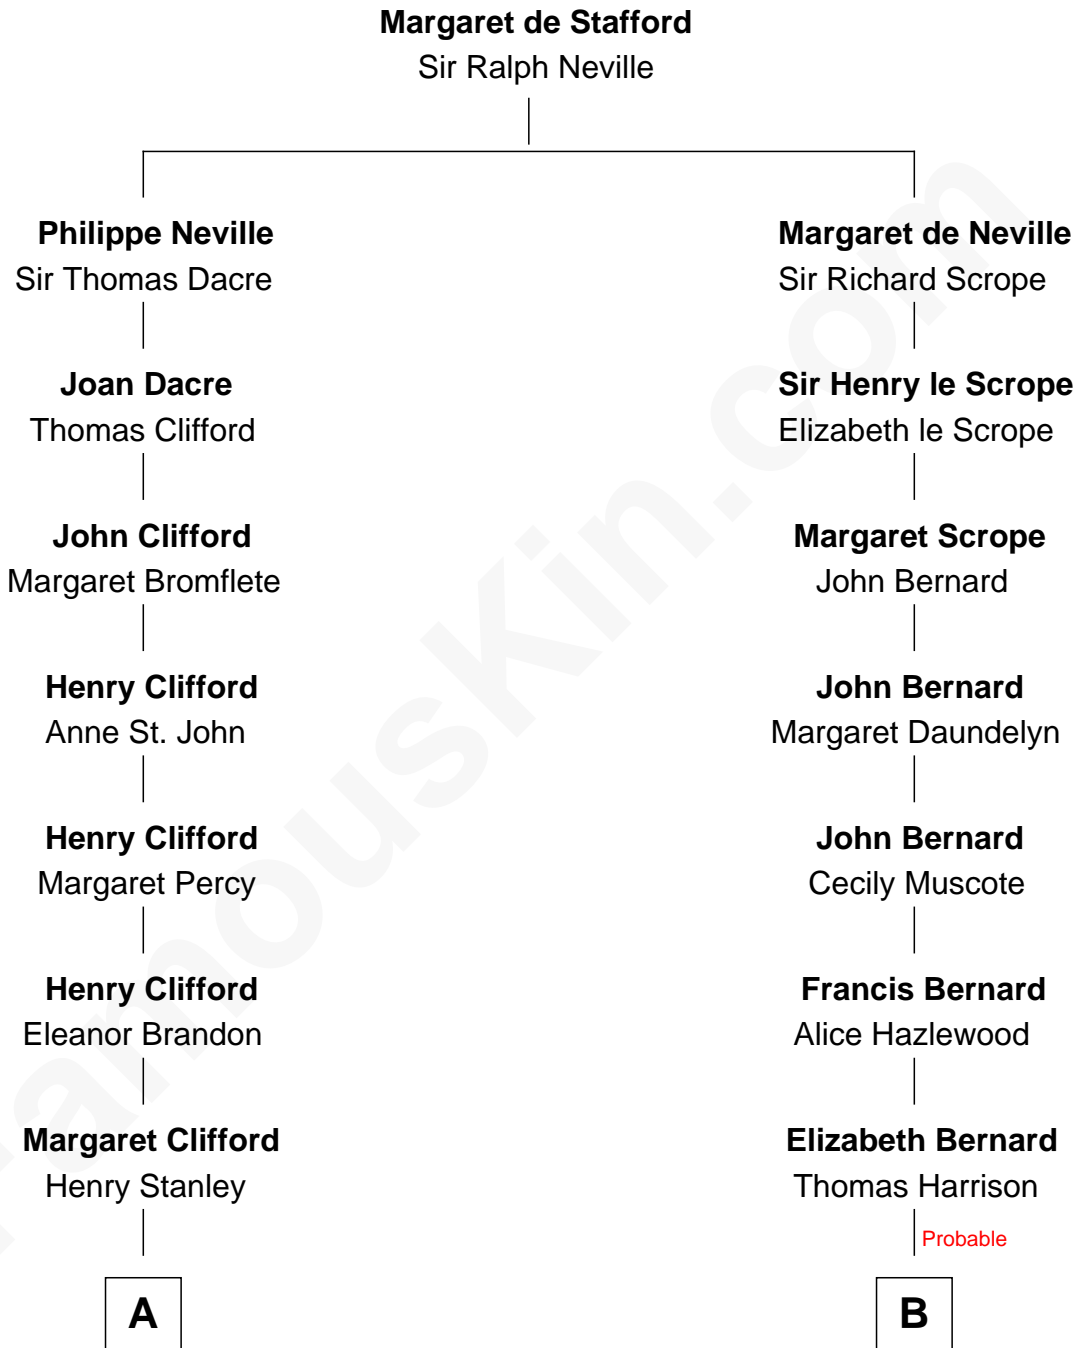 Margaret de Stafford
Sir Ralph Neville
Philippe Neville
Sir Thomas Dacre
Margaret de Neville
Sir Richard Scrope
Joan Dacre
Thomas Clifford
Sir Henry le Scrope
Elizabeth le Scrope
John Clifford
Margaret Bromflete
Margaret Scrope
John Bernard
Henry Clifford
Anne St. John
John Bernard
Margaret Daundelyn
Henry Clifford
Margaret Percy
John Bernard
Cecily Muscote
Henry Clifford
Eleanor Brandon
Francis Bernard
Alice Hazlewood
Margaret Clifford
Henry Stanley
Elizabeth Bernard
Thomas Harrison
Probable
A
B
FamousKin.com